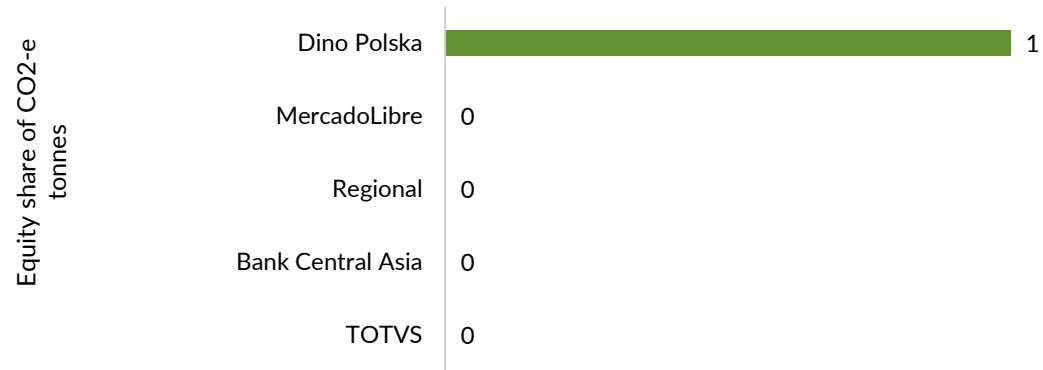 Equity share of CO2-e
tonnes
Dino Polska 1
MercadoLibre 0
Regional 0
Bank Central Asia 0
TOTVS 0